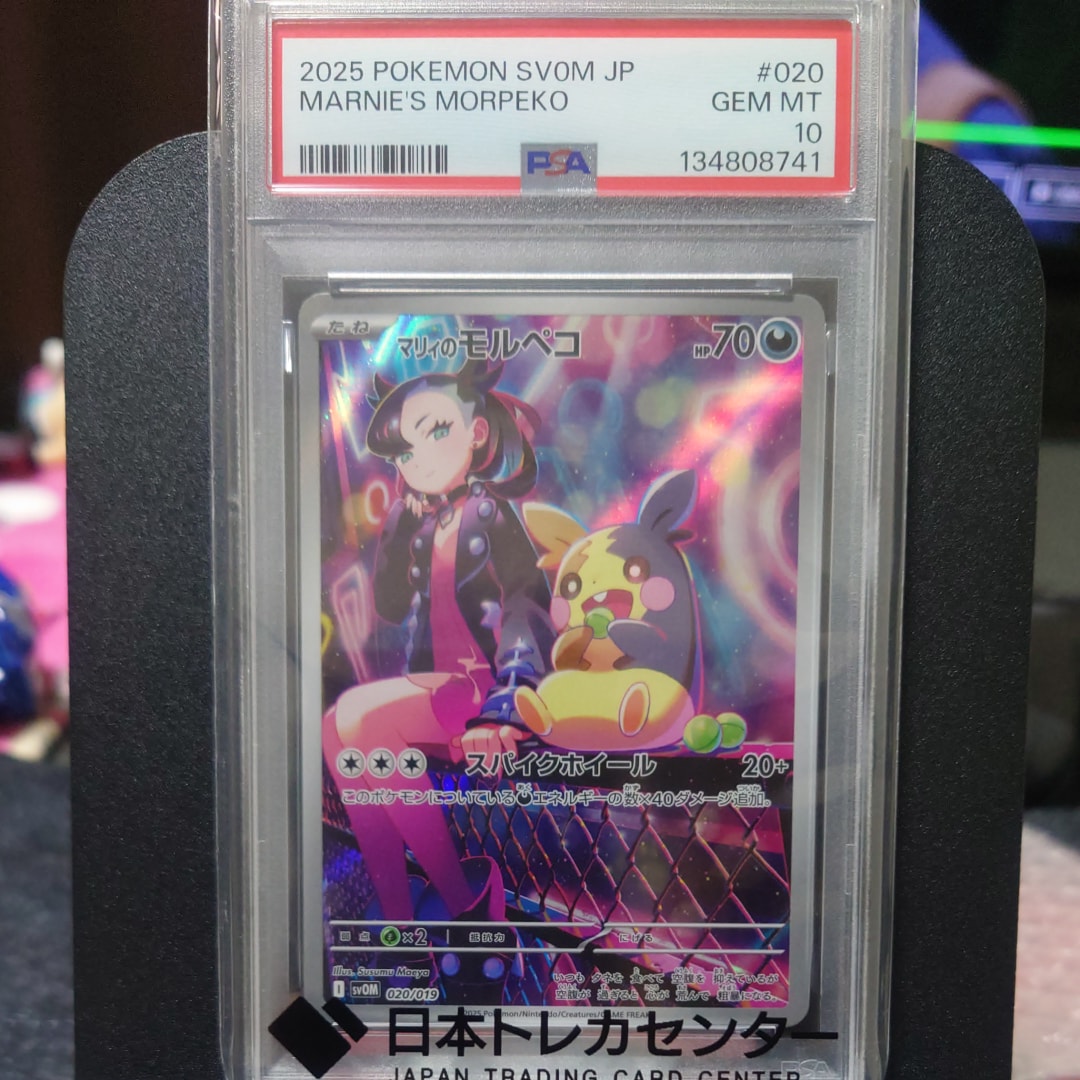 2025 POKEMON SV0M JP #020
MARNIE'S MORPEKO GEM MT
10
PSA 134808741
たね マリィのモルペコ HP70
スパイクホイール 20+
このポケモンについているエネルギーの数×40ダメージ追加。
弱点 ×2 抵抗力 にげる
Illus. Susumu Maeya
いつも タネを 食べて 空腹を 抑えているが
空腹が 過ぎると 心が 荒んで 粗暴になる。
I svOM 020/019
2025 Pokémon/Nintendo/Creatures/GAME FREAK
日本トレカセンター
JAPAN TRADING CARD CENTER